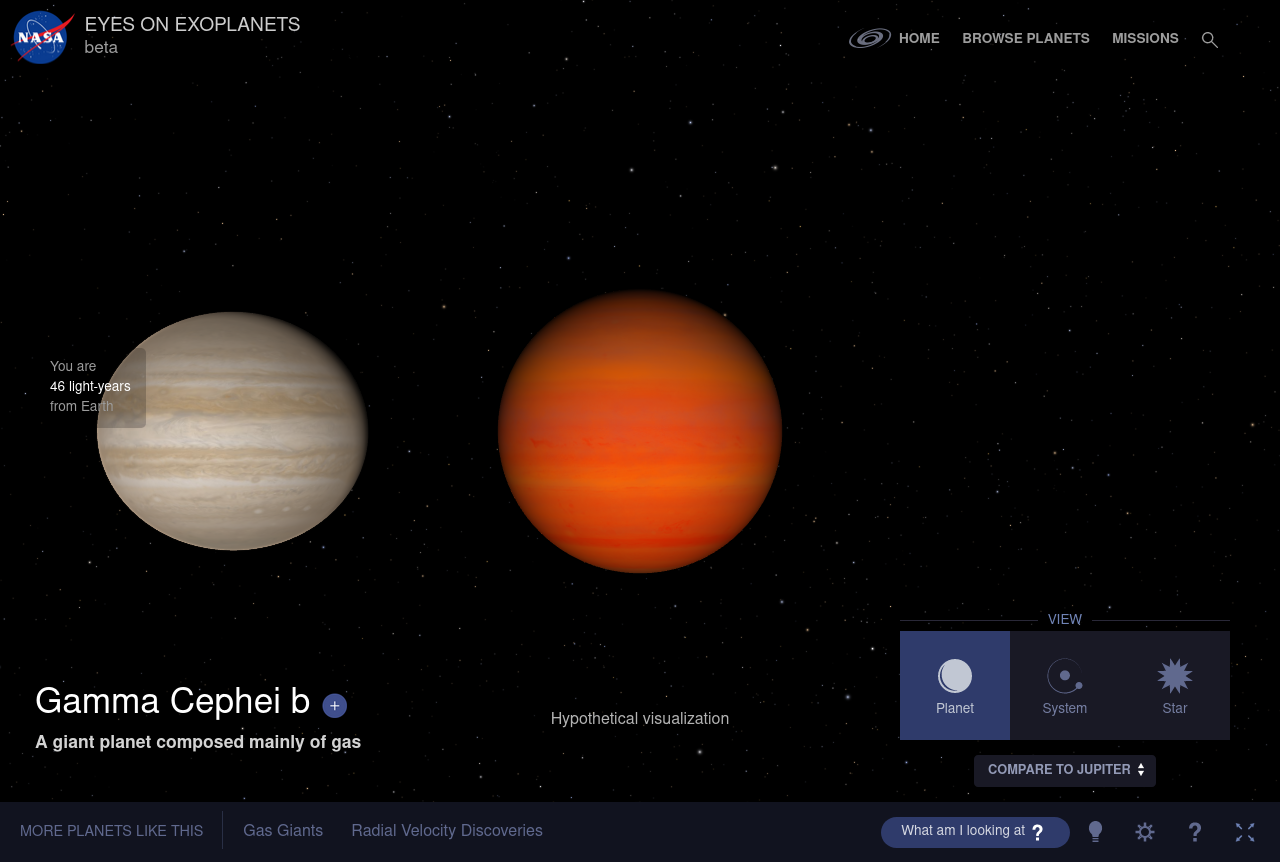 NASA
EYES ON EXOPLANETS
beta
HOME
BROWSE PLANETS
MISSIONS
You are
46 light-years
from Earth
Gamma Cephei b +
A giant planet composed mainly of gas
Hypothetical visualization
VIEW
Planet
System
Star
COMPARE TO JUPITER
MORE PLANETS LIKE THIS
Gas Giants
Radial Velocity Discoveries
What am I looking at ?
?